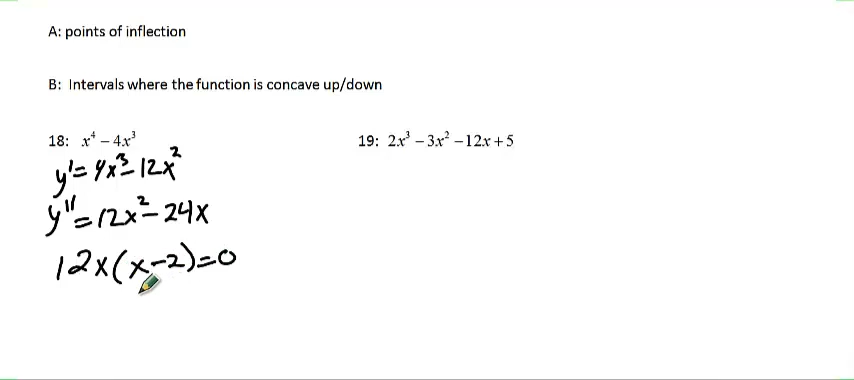 A: points of inflection
B: Intervals where the function is concave up/down
18: x⁴ – 4x³
y' = 4x³ – 12x²
y'' = 12x² – 24x
12x(x–2)=0
19: 2x³ – 3x² – 12x + 5